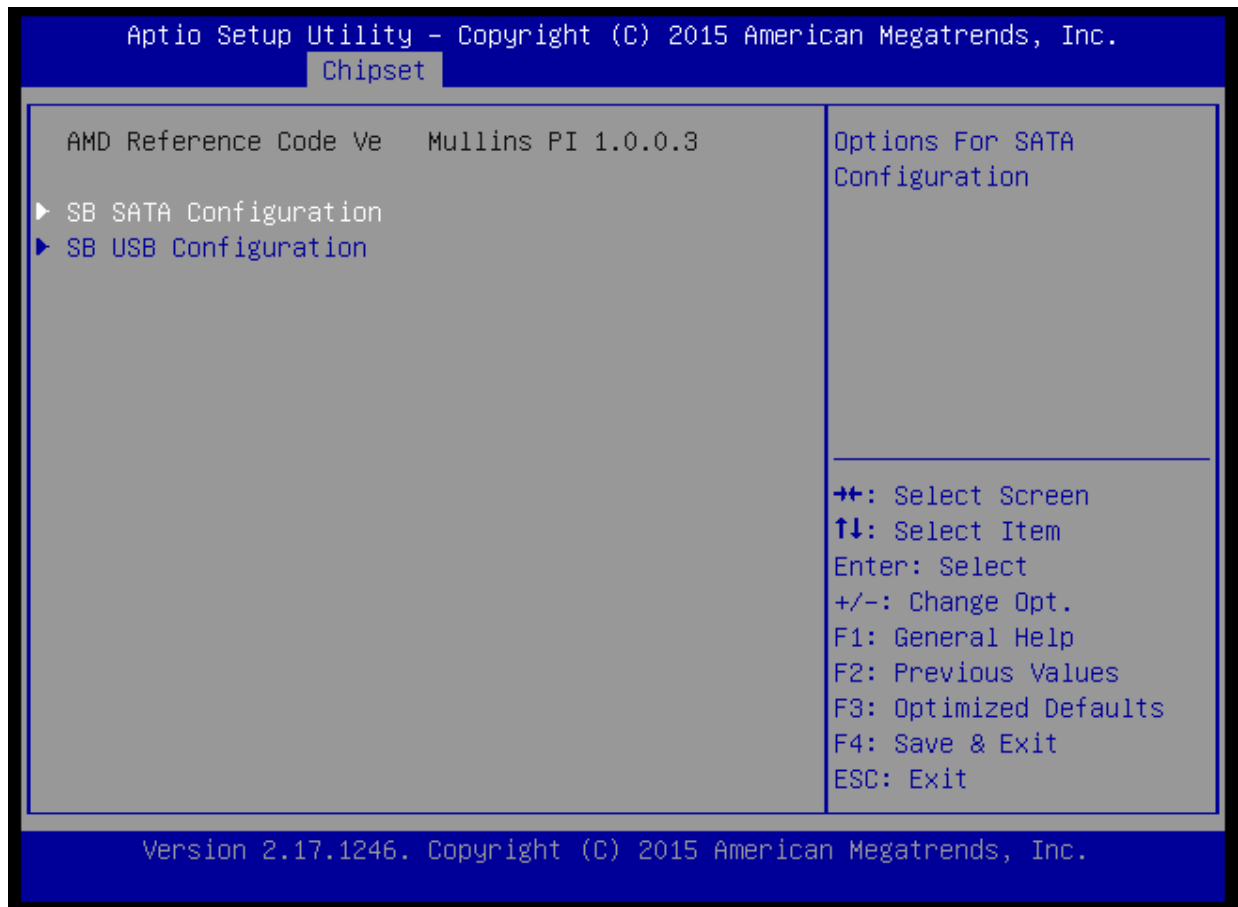 Aptio Setup Utility – Copyright (C) 2015 American Megatrends, Inc.
Chipset
AMD Reference Code Ve Mullins PI 1.0.0.3
SB SATA Configuration
SB USB Configuration
Options For SATA
Configuration
→←: Select Screen
↑↓: Select Item
Enter: Select
+/-: Change Opt.
F1: General Help
F2: Previous Values
F3: Optimized Defaults
F4: Save & Exit
ESC: Exit
Version 2.17.1246. Copyright (C) 2015 American Megatrends, Inc.